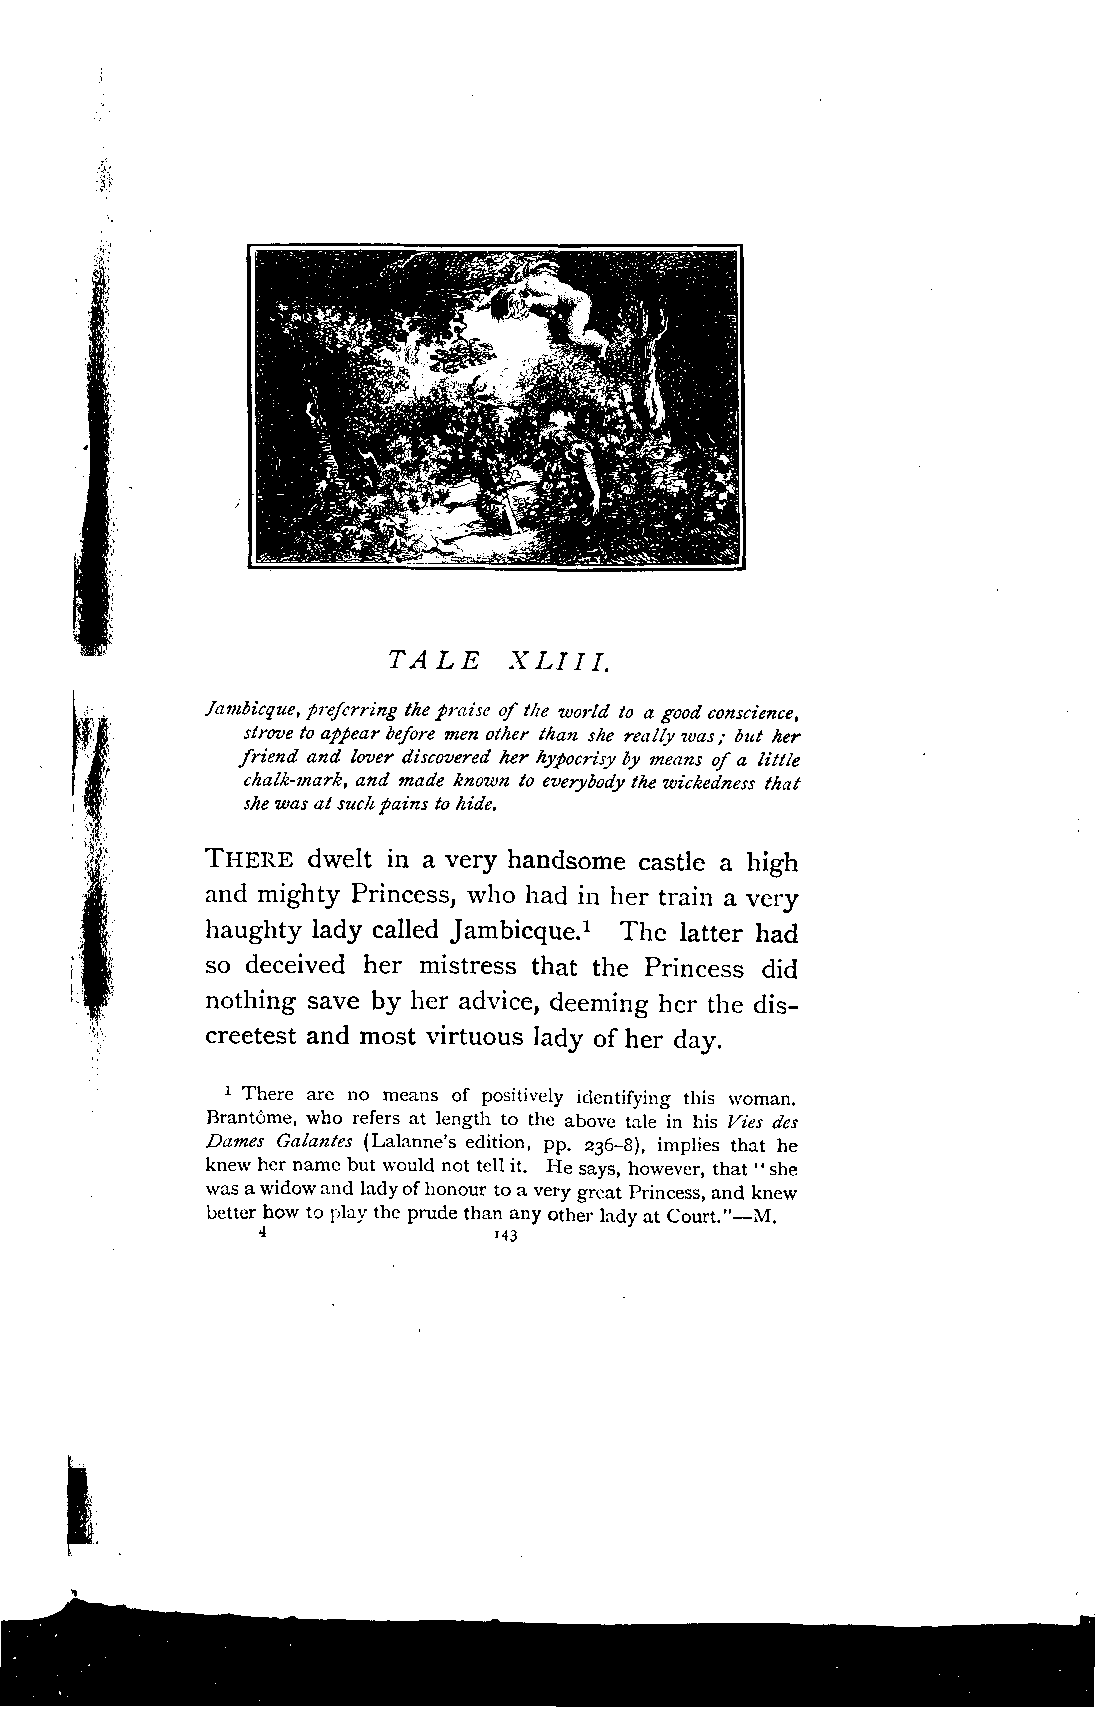 TALE XLIII.
Jambicque, preferring the praise of the world to a good conscience,
strove to appear before men other than she really was; but her
friend and lover discovered her hypocrisy by means of a little
chalk-mark, and made known to everybody the wickedness that
she was at such pains to hide.
THERE dwelt in a very handsome castle a high
and mighty Princess, who had in her train a very
haughty lady called Jambicque.¹ The latter had
so deceived her mistress that the Princess did
nothing save by her advice, deeming her the dis-
creetest and most virtuous lady of her day.
¹ There are no means of positively identifying this woman.
Brantôme, who refers at length to the above tale in his Vies des
Dames Galantes (Lalanne's edition, pp. 236–8), implies that he
knew her name but would not tell it. He says, however, that "she
was a widow and lady of honour to a very great Princess, and knew
better how to play the prude than any other lady at Court."—M.
4 143